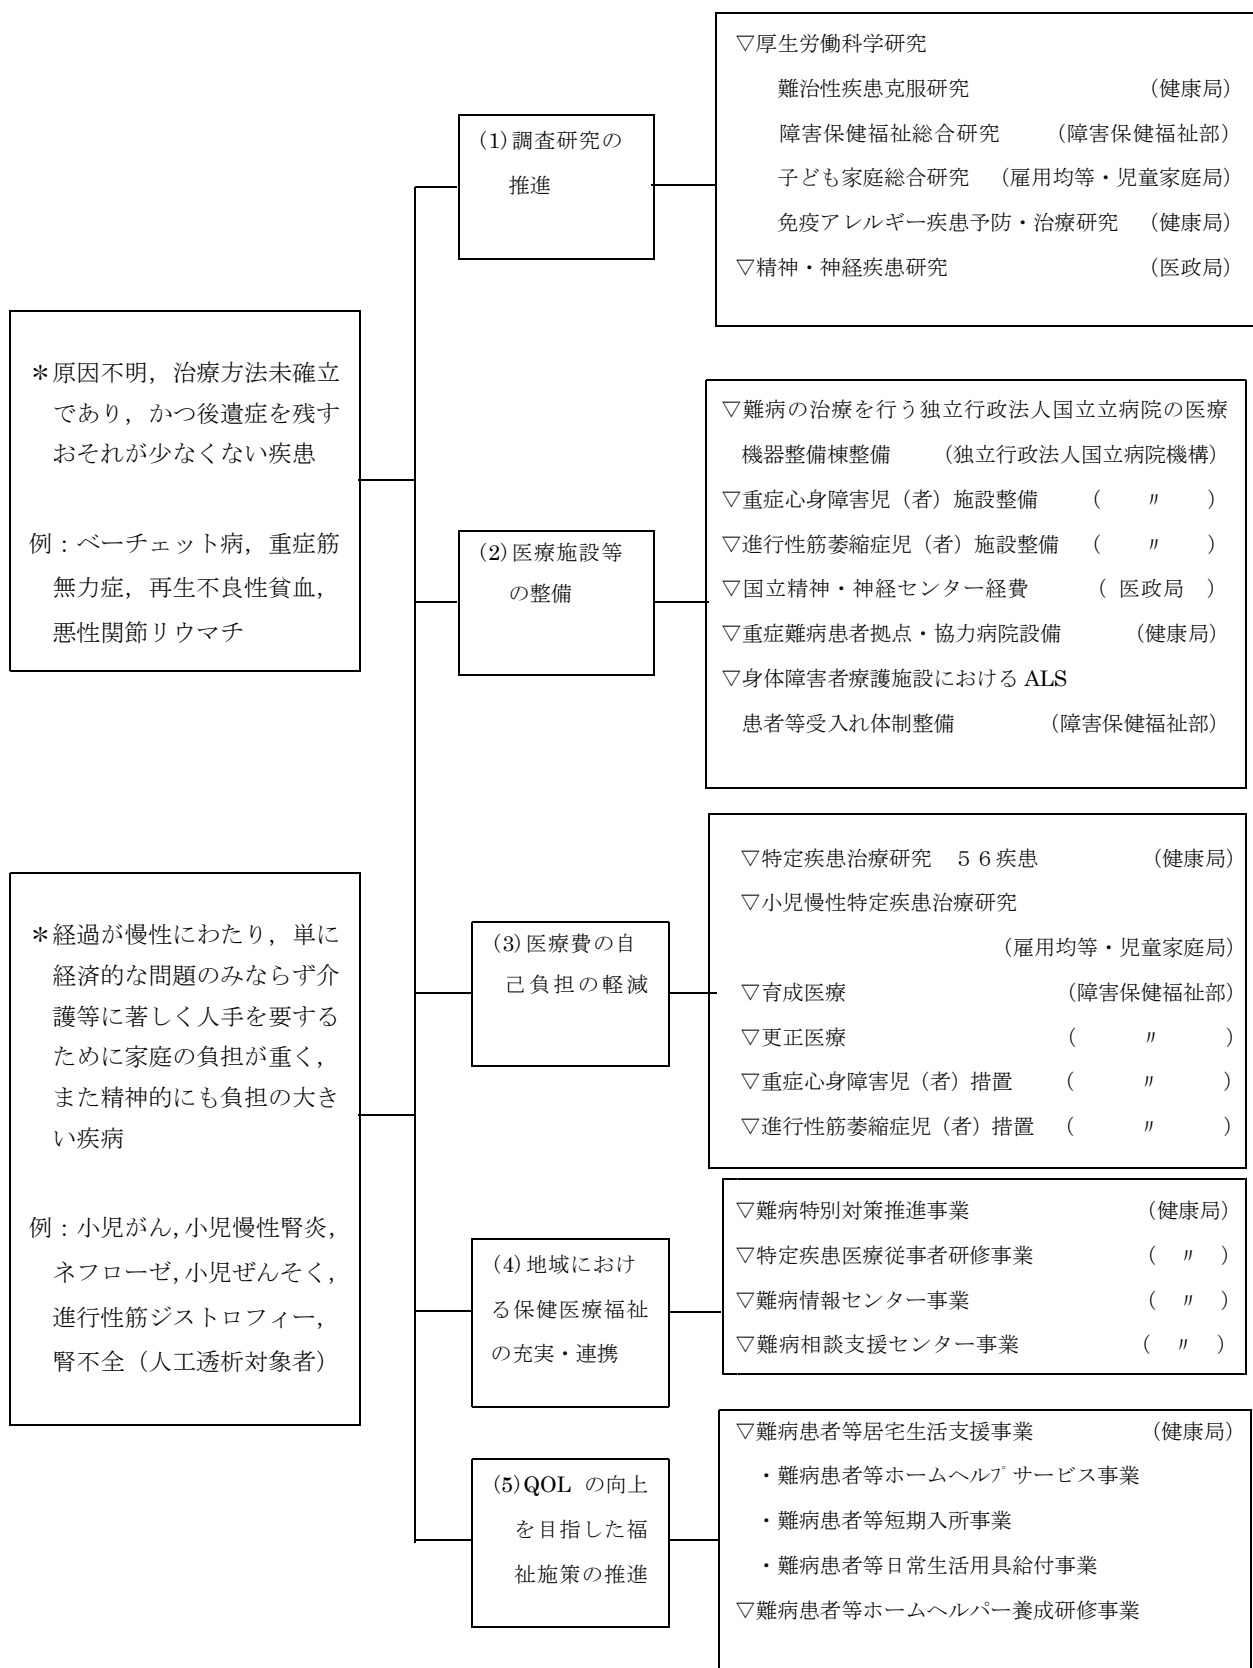 ＊原因不明，治療方法未確立
であり，かつ後遺症を残す
おそれが少なくない疾患
例：ベーチェット病，重症筋
無力症，再生不良性貧血，
悪性関節リウマチ
＊経過が慢性にわたり，単に
経済的な問題のみならず介
護等に著しく人手を要する
ために家庭の負担が重く，
また精神的にも負担の大き
い疾病
例：小児がん，小児慢性腎炎，
ネフローゼ，小児ぜんそく，
進行性筋ジストロフィー，
腎不全（人工透析対象者）
(1)調査研究の
推進
▽厚生労働科学研究
難治性疾患克服研究 （健康局）
障害保健福祉総合研究 （障害保健福祉部）
子ども家庭総合研究 （雇用均等・児童家庭局）
免疫アレルギー疾患予防・治療研究 （健康局）
▽精神・神経疾患研究 （医政局）
(2)医療施設等
の整備
▽難病の治療を行う独立行政法人国立立病院の医療
機器整備棟整備 （独立行政法人国立病院機構）
▽重症心身障害児（者）施設整備 （ 〃 ）
▽進行性筋萎縮症児（者）施設整備 （ 〃 ）
▽国立精神・神経センター経費 （ 医政局 ）
▽重症難病患者拠点・協力病院設備 （健康局）
▽身体障害者療護施設における ALS
患者等受入れ体制整備 （障害保健福祉部）
(3)医療費の自
己負担の軽減
▽特定疾患治療研究 ５６疾患 （健康局）
▽小児慢性特定疾患治療研究
（雇用均等・児童家庭局）
▽育成医療 （障害保健福祉部）
▽更正医療 （ 〃 ）
▽重症心身障害児（者）措置 （ 〃 ）
▽進行性筋萎縮症児（者）措置 （ 〃 ）
(4)地域におけ
る保健医療福祉
の充実・連携
▽難病特別対策推進事業 （健康局）
▽特定疾患医療従事者研修事業 （ 〃 ）
▽難病情報センター事業 （ 〃 ）
▽難病相談支援センター事業 （ 〃 ）
(5)QOL の向上
を目指した福
祉施策の推進
▽難病患者等居宅生活支援事業 （健康局）
・難病患者等ホームヘルﾌﾟサービス事業
・難病患者等短期入所事業
・難病患者等日常生活用具給付事業
▽難病患者等ホームヘルパー養成研修事業